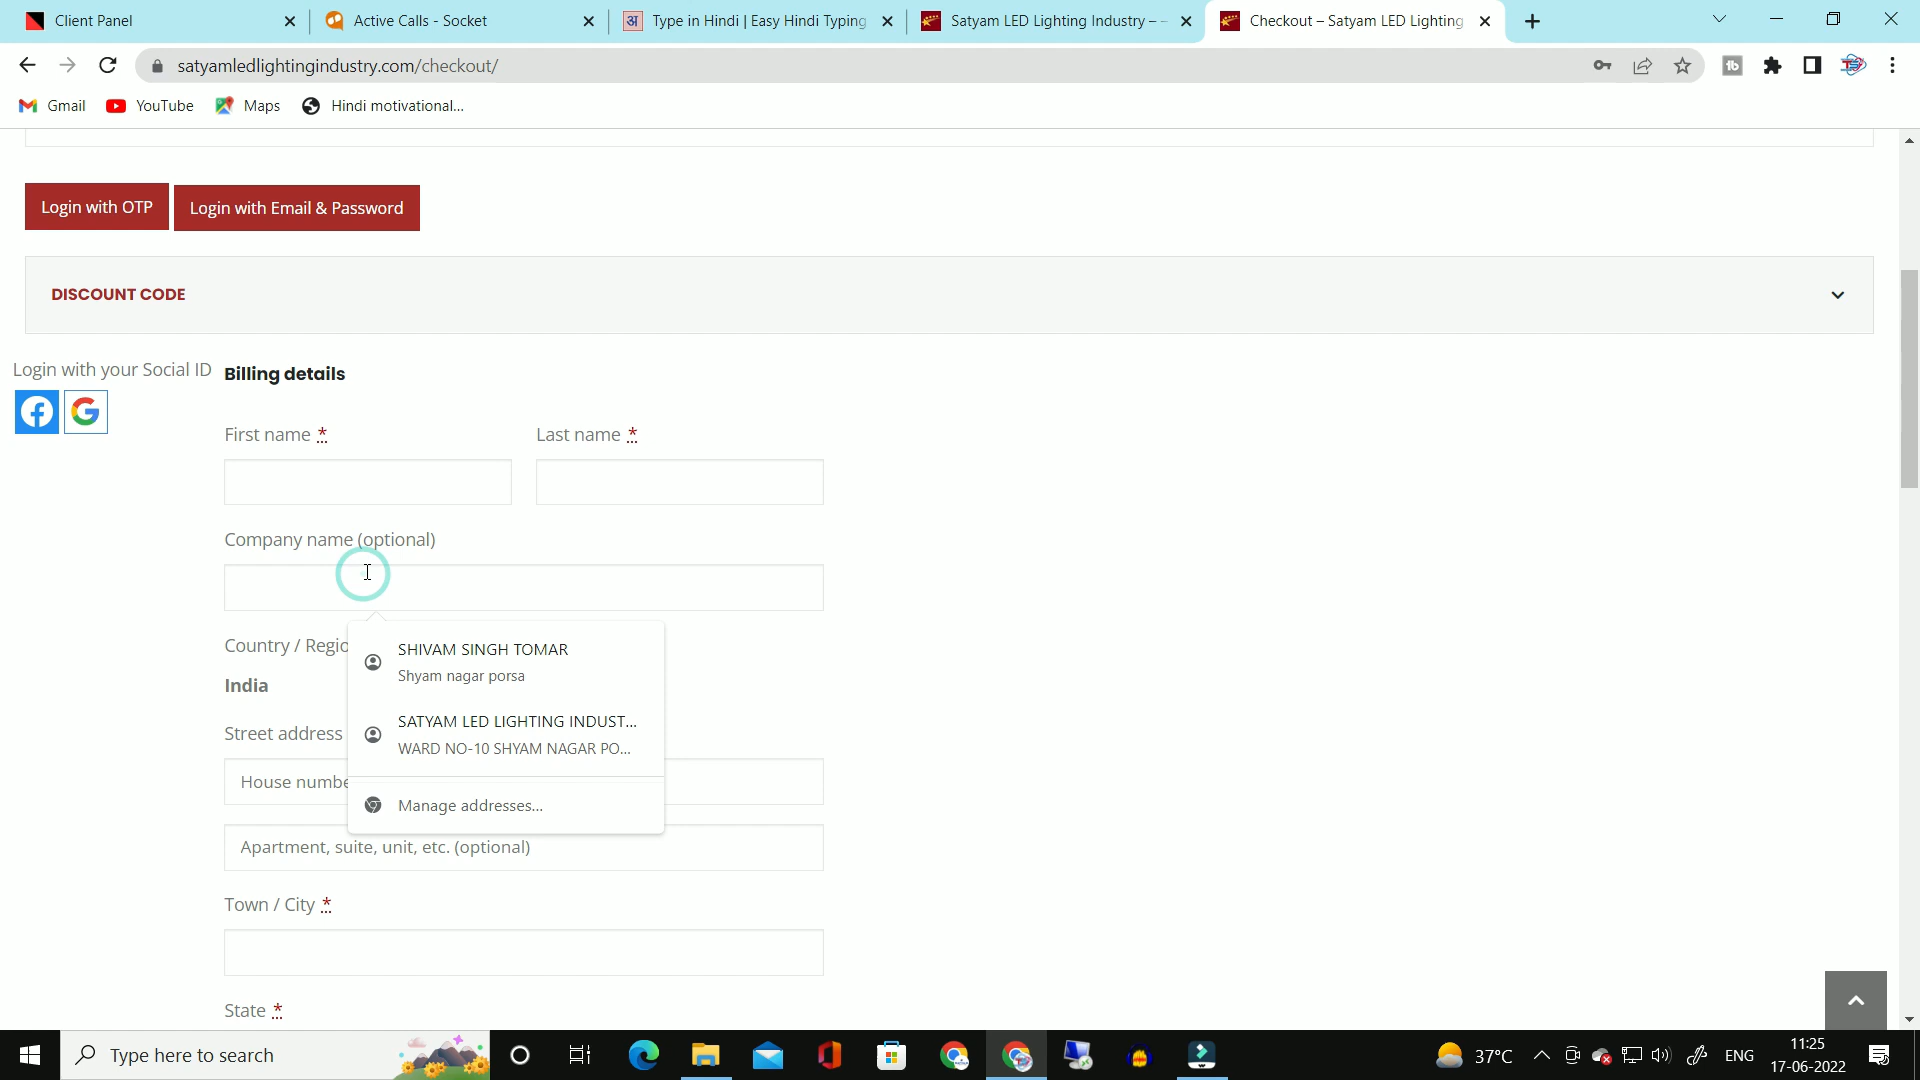 Client Panel
Active Calls - Socket
Type in Hindi | Easy Hindi Typing
Satyam LED Lighting Industry –
Checkout – Satyam LED Lighting
satyamledlightingindustry.com/checkout/
Gmail
YouTube
Maps
Hindi motivational...
Login with OTP
Login with Email & Password
DISCOUNT CODE
Login with your Social ID
Billing details
First name *
Last name *
Company name (optional)
SHIVAM SINGH TOMAR
Shyam nagar porsa
Country / Regio
India
SATYAM LED LIGHTING INDUST...
WARD NO-10 SHYAM NAGAR PO...
Street address
House numbe
Manage addresses...
Apartment, suite, unit, etc. (optional)
Town / City *
State *
Type here to search
37°C
ENG
11:25
17-06-2022